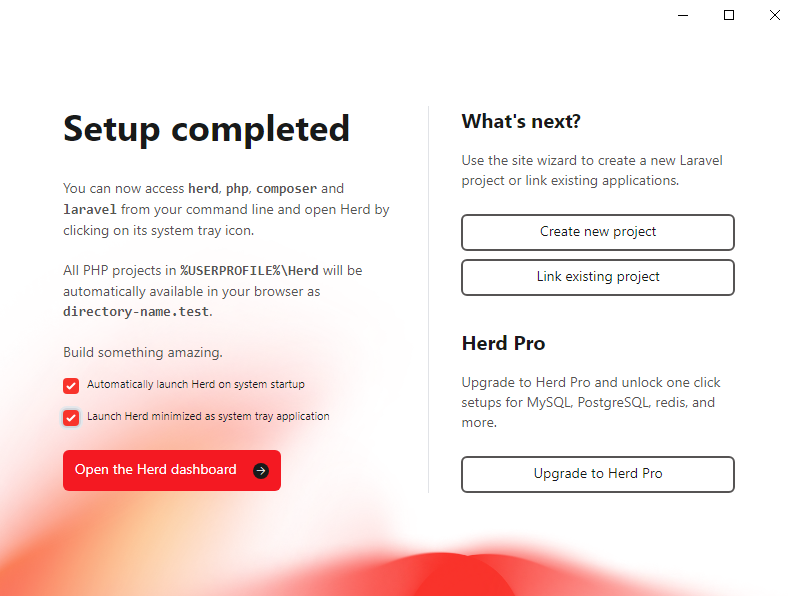 Setup completed
You can now access herd, php, composer and
laravel from your command line and open Herd by
clicking on its system tray icon.
All PHP projects in %USERPROFILE%\Herd will be
automatically available in your browser as
directory-name.test.
Build something amazing.
Automatically launch Herd on system startup
Launch Herd minimized as system tray application
Open the Herd dashboard
What's next?
Use the site wizard to create a new Laravel
project or link existing applications.
Create new project
Link existing project
Herd Pro
Upgrade to Herd Pro and unlock one click
setups for MySQL, PostgreSQL, redis, and
more.
Upgrade to Herd Pro